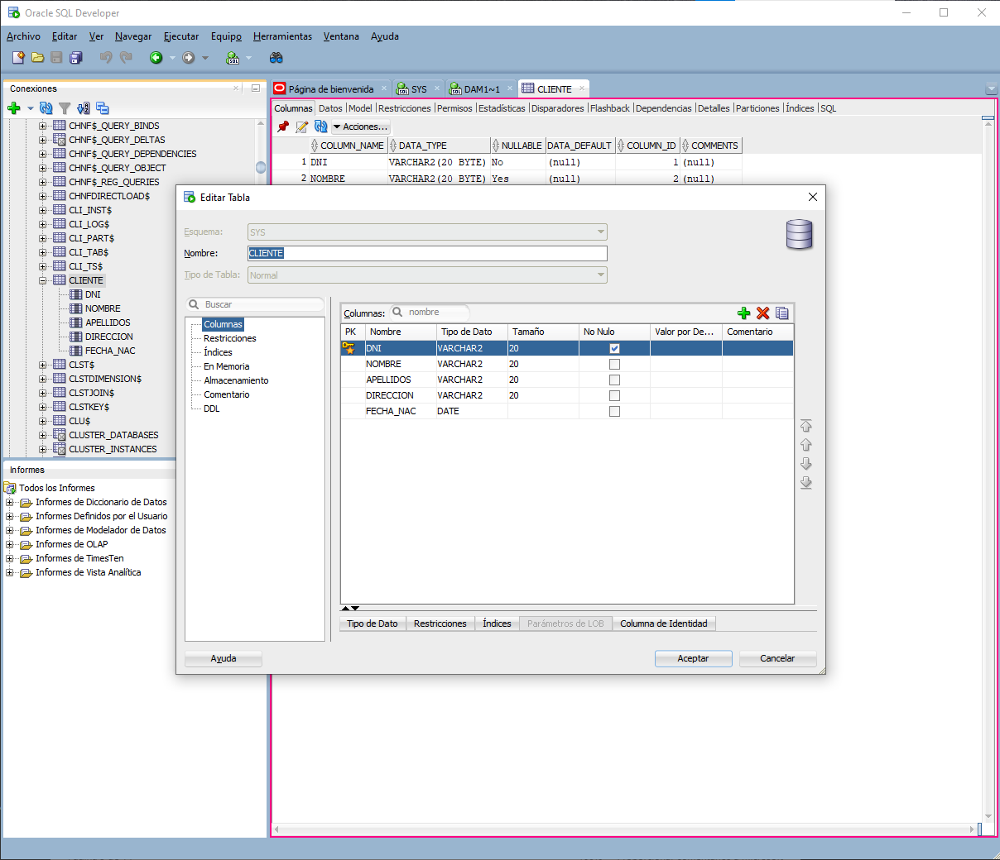 Oracle SQL Developer
Archivo Editar Ver Navegar Ejecutar Equipo Herramientas Ventana Ayuda
Conexiones
Página de bienvenida SYS DAM1~1 CLIENTE
Columnas Datos Model Restricciones Permisos Estadísticas Disparadores Flashback Dependencias Detalles Particiones Índices SQL
Acciones...
COLUMN_NAME DATA_TYPE NULLABLE DATA_DEFAULT COLUMN_ID COMMENTS
1 DNI VARCHAR2(20 BYTE) No (null) 1 (null)
2 NOMBRE VARCHAR2(20 BYTE) Yes (null) 2 (null)
CHNF$_QUERY_BINDS
CHNF$_QUERY_DELTAS
CHNF$_QUERY_DEPENDENCIES
CHNF$_QUERY_OBJECT
CHNF$_REG_QUERIES
CHNFDIRECTLOAD$
CLI_INST$
CLI_LOG$
CLI_PART$
CLI_TAB$
CLI_TS$
CLIENTE
DNI
NOMBRE
APELLIDOS
DIRECCION
FECHA_NAC
CLST$
CLSTDIMENSION$
CLSTJOIN$
CLSTKEY$
CLU$
CLUSTER_DATABASES
CLUSTER_INSTANCES
Informes
Todos los Informes
Informes de Diccionario de Datos
Informes Definidos por el Usuario
Informes de Modelador de Datos
Informes de OLAP
Informes de TimesTen
Informes de Vista Analítica
Editar Tabla
Esquema: SYS
Nombre: CLIENTE
Tipo de Tabla: Normal
Buscar
Columnas
Restricciones
Índices
En Memoria
Almacenamiento
Comentario
DDL
Columnas: nombre
PK Nombre Tipo de Dato Tamaño No Nulo Valor por De... Comentario
DNI VARCHAR2 20
NOMBRE VARCHAR2 20
APELLIDOS VARCHAR2 20
DIRECCION VARCHAR2 20
FECHA_NAC DATE
Tipo de Dato Restricciones Índices Parámetros de LOB Columna de Identidad
Ayuda Aceptar Cancelar